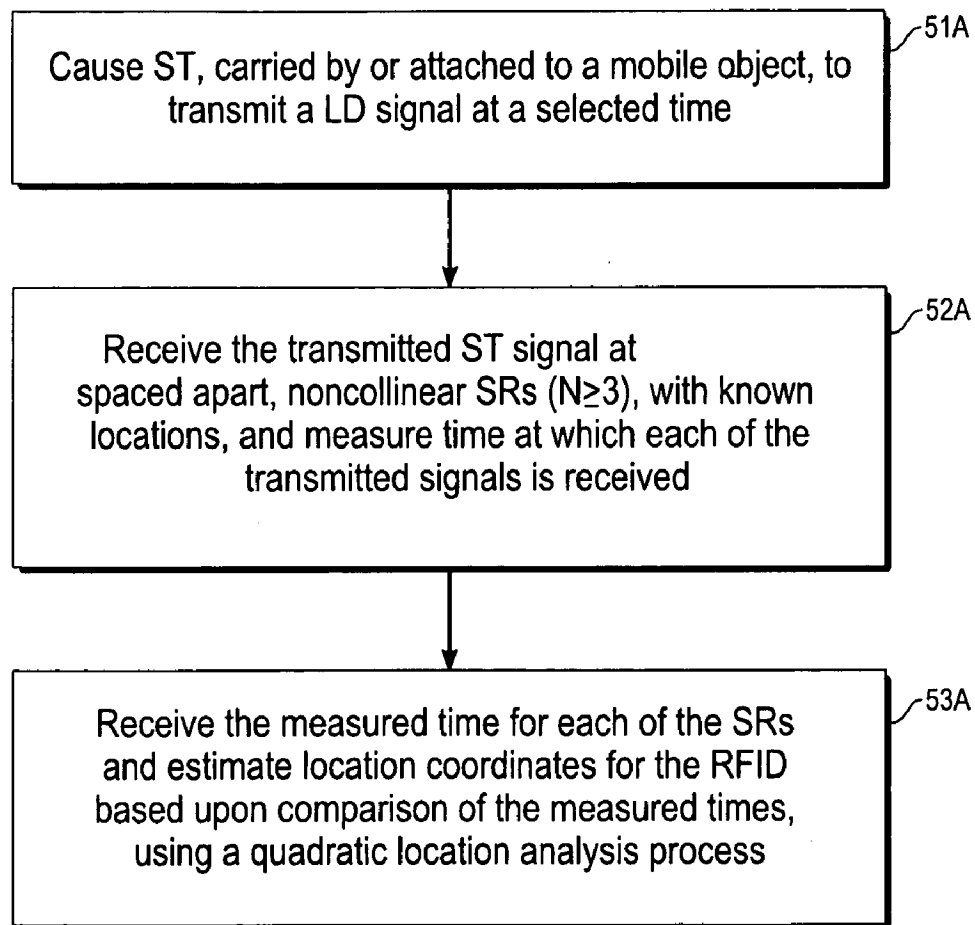 51A
Cause ST, carried by or attached to a mobile object, to
transmit a LD signal at a selected time
52A
Receive the transmitted ST signal at
spaced apart, noncollinear SRs (N≥3), with known
locations, and measure time at which each of the
transmitted signals is received
53A
Receive the measured time for each of the SRs
and estimate location coordinates for the RFID
based upon comparison of the measured times,
using a quadratic location analysis process